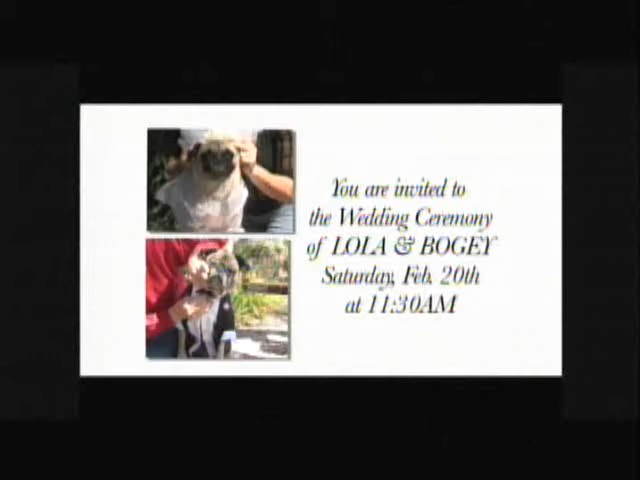 You are invited to
the Wedding Ceremony
of LOLA & BOGEY
Saturday, Feb. 20th
at 11:30AM